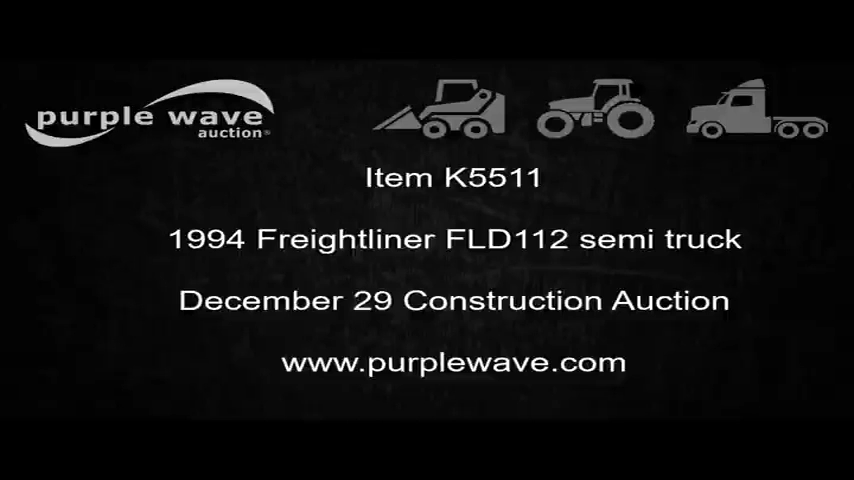 purple wave
auction®
Item K5511
1994 Freightliner FLD112 semi truck
December 29 Construction Auction
www.purplewave.com